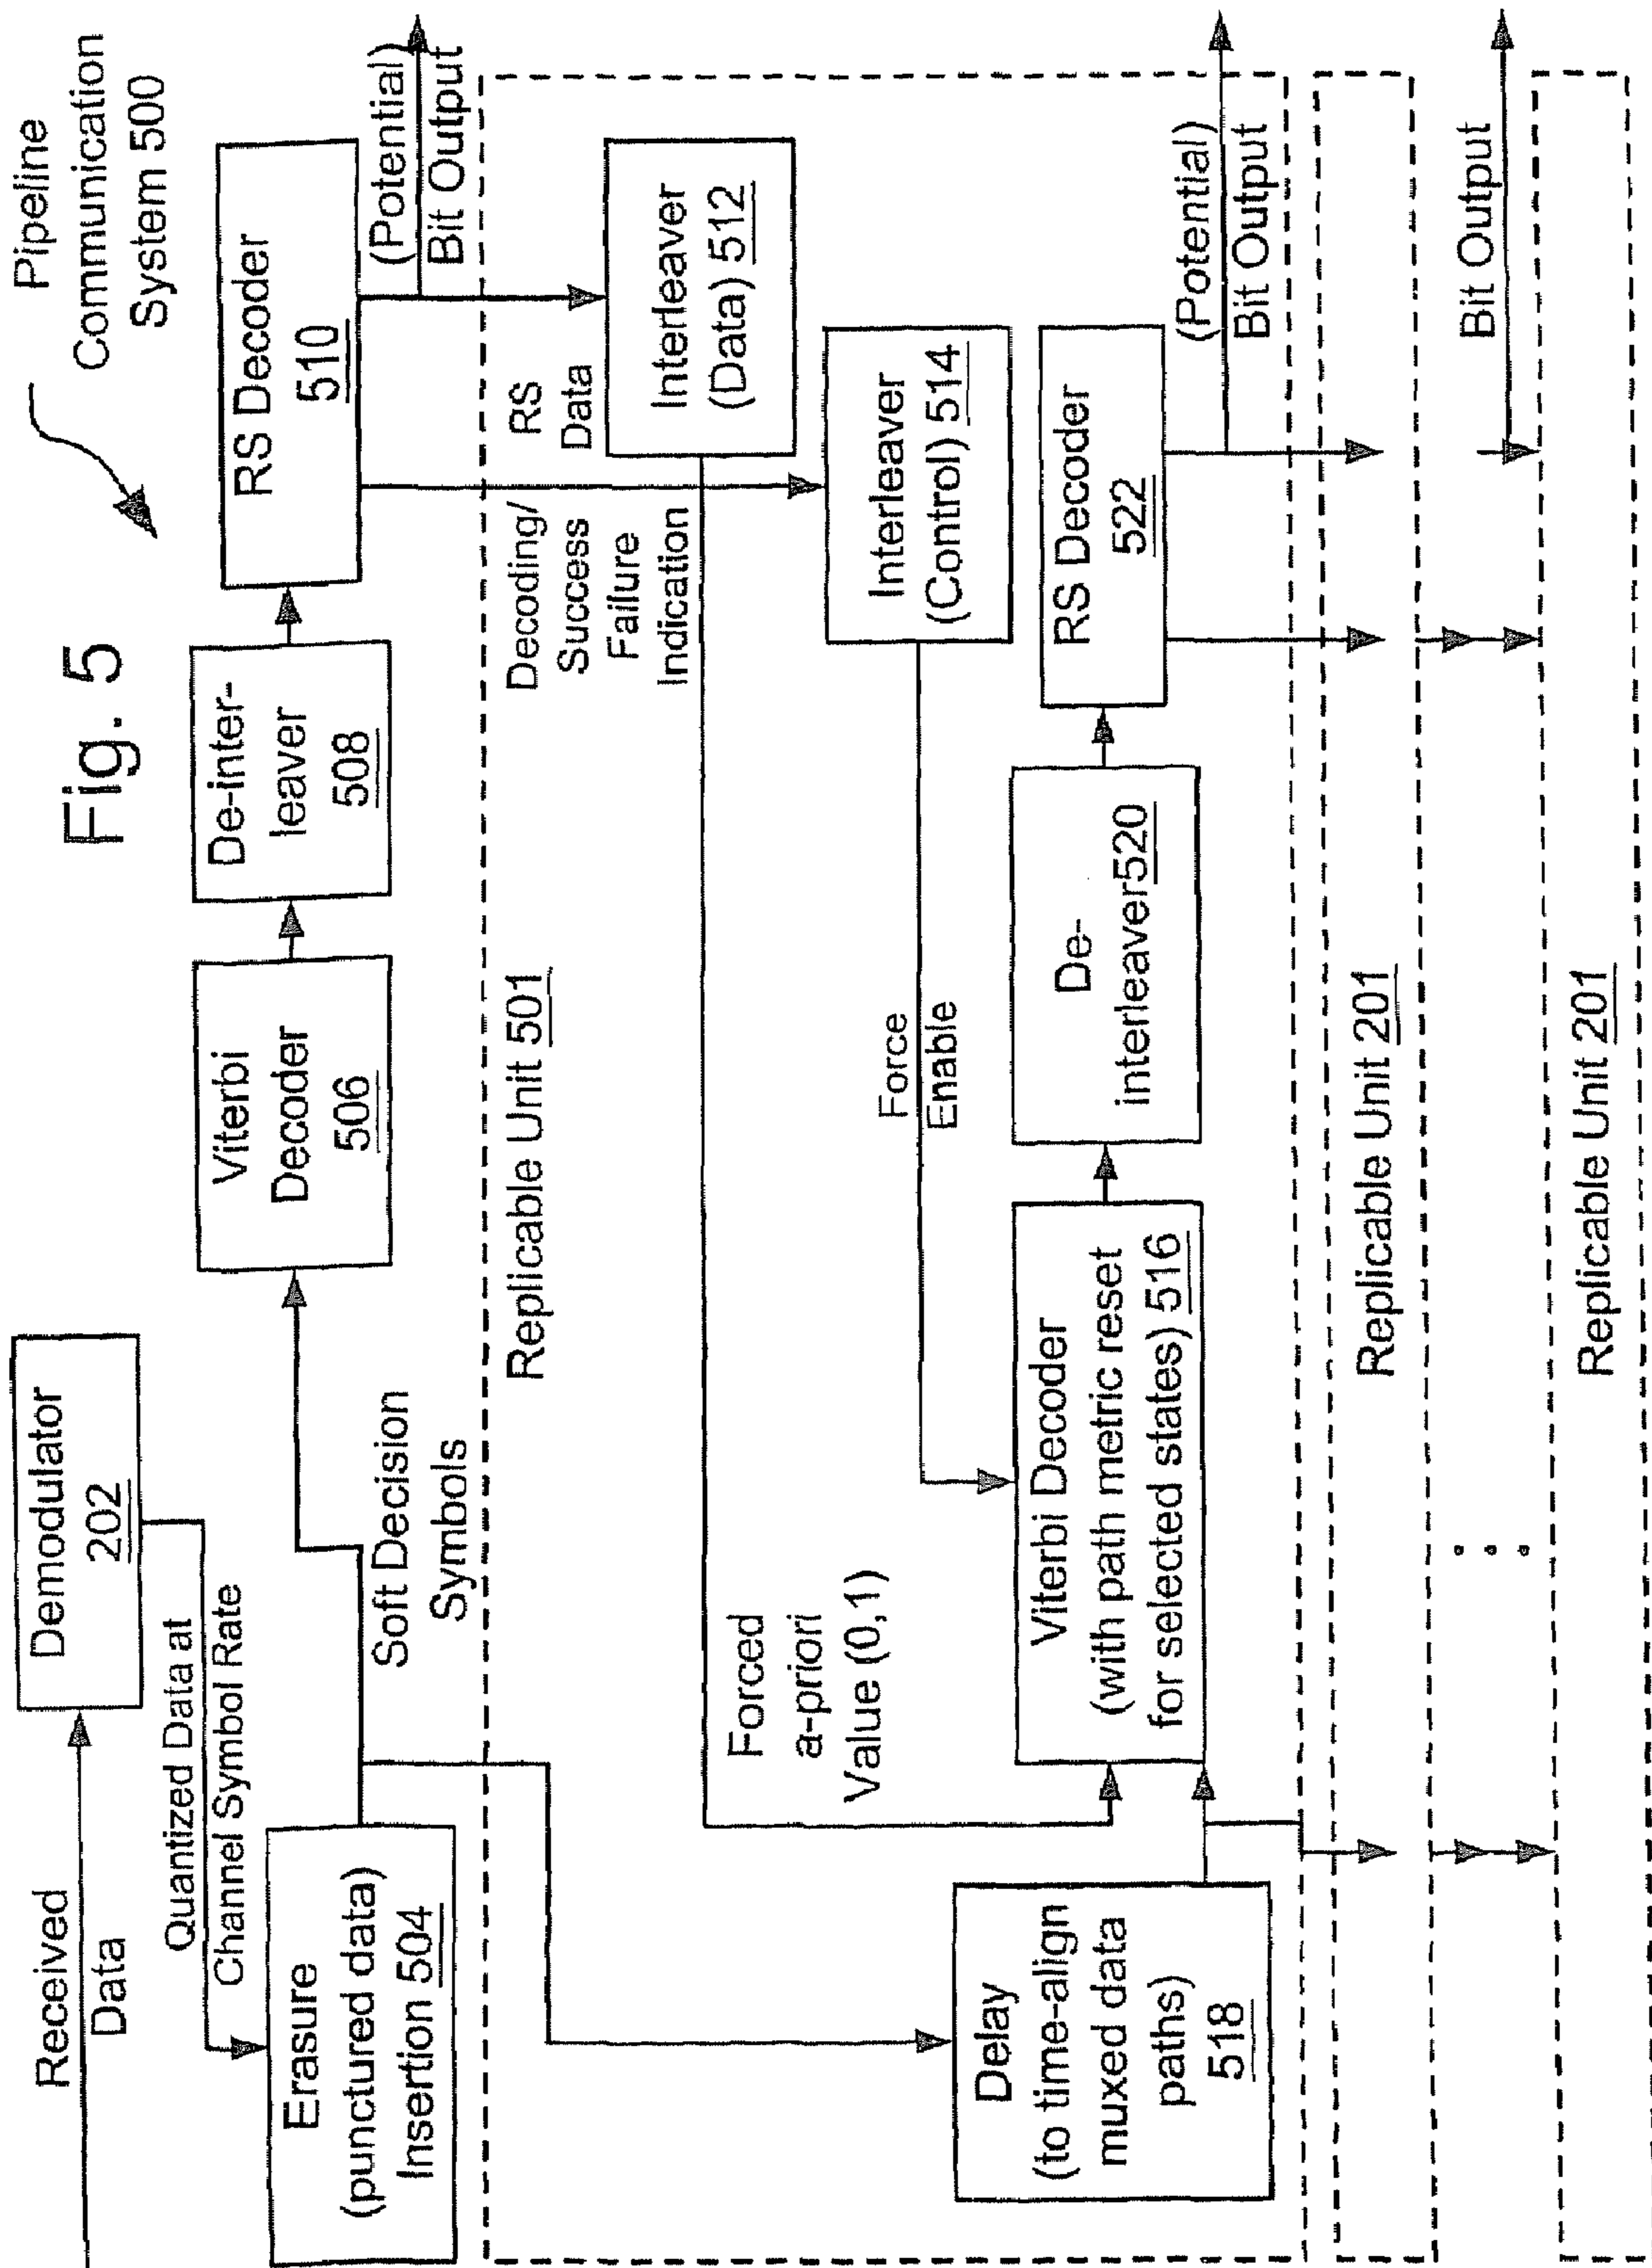 Fig. 5
Pipeline
Communication
System 500
Received
Data
Demodulator
202
Quantized Data at
Channel Symbol Rate
Erasure
(punctured data)
Insertion 504
Soft Decision
Symbols
Viterbi
Decoder
506
De-inter-
leaver
508
RS Decoder
510
(Potential)
Bit Output
Replicable Unit 501
Decoding/
Success
Failure
Indication
RS
Data
Interleaver
(Data) 512
Interleaver
(Control) 514
Forced
a-priori
Value (0,1)
Force
Enable
Delay
(to time-align
muxed data
paths)
518
Viterbi Decoder
(with path metric reset
for selected states) 516
De-
interleaver520
RS Decoder
522
(Potential)
Bit Output
Replicable Unit 201
Bit Output
Replicable Unit 201